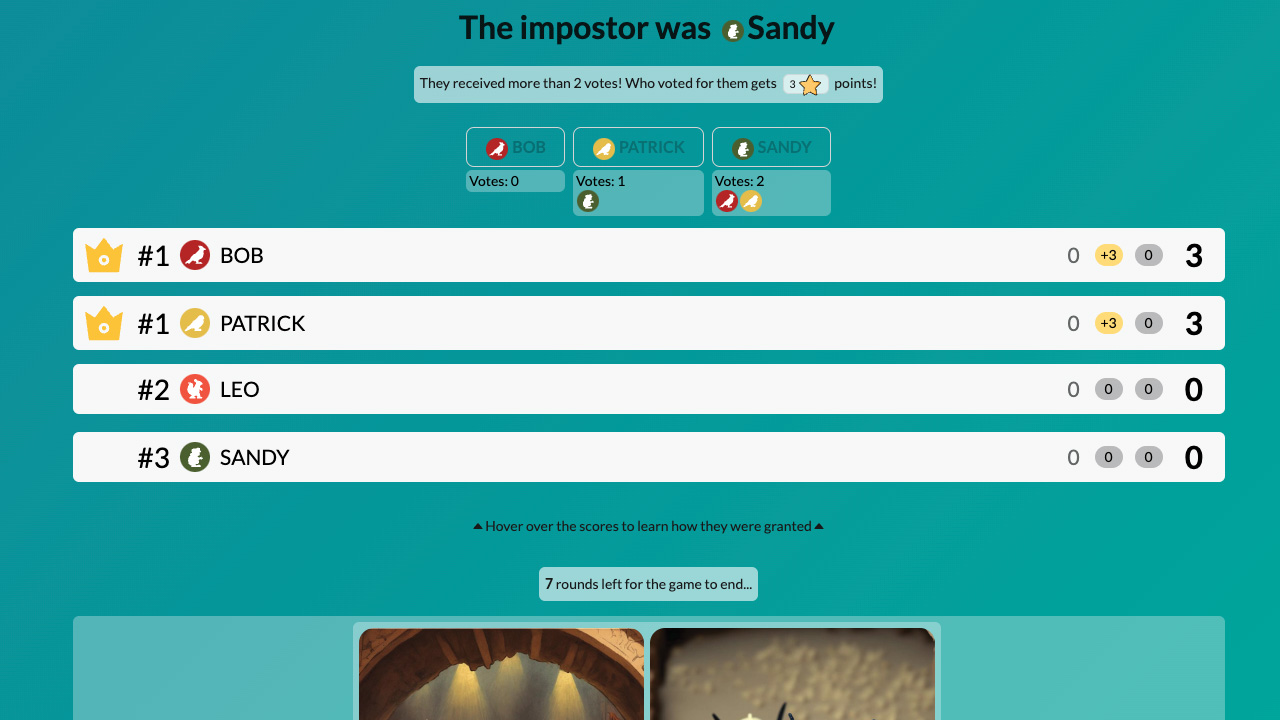 The impostor was Sandy
They received more than 2 votes! Who voted for them gets 3 points!
BOB PATRICK SANDY
Votes: 0 Votes: 1 Votes: 2
#1 BOB 0 +3 0 3
#1 PATRICK 0 +3 0 3
#2 LEO 0 0 0 0
#3 SANDY 0 0 0 0
Hover over the scores to learn how they were granted
7 rounds left for the game to end...